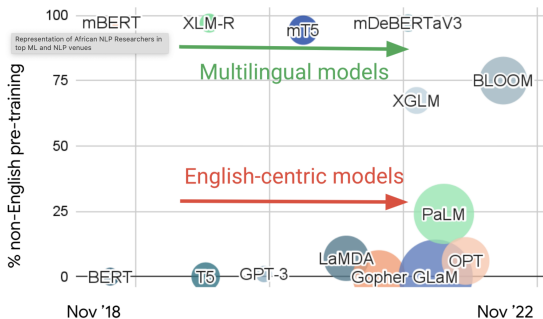 100
mBERT XLM-R mT5 mDeBERTaV3
Representation of African NLP Researchers in
top ML and NLP venues
Multilingual models
75
BLOOM
XGLM
50
English-centric models
25
PaLM
LaMDA
OPT
0
BERT T5 GPT-3 Gopher GLaM
% non-English pre-training
Nov '18 Nov '22